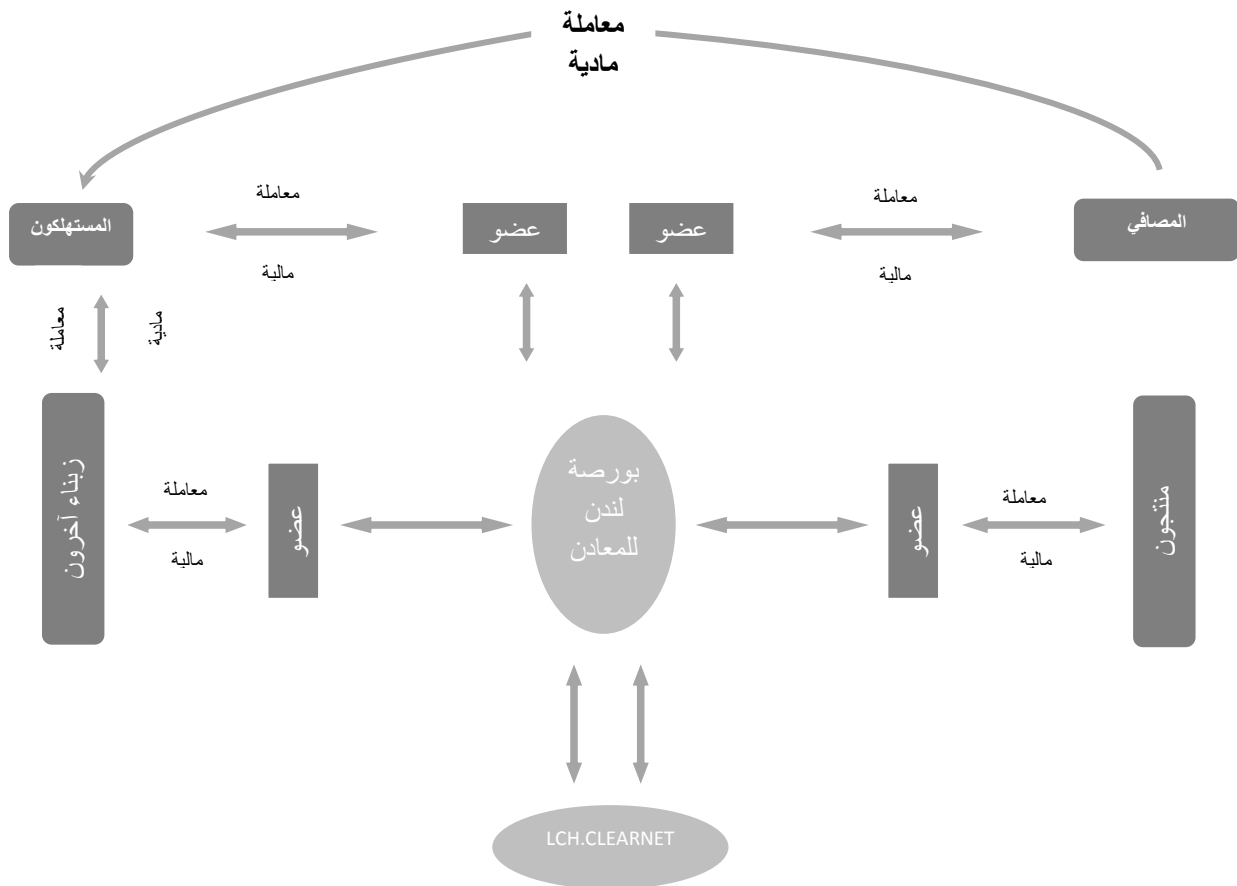 معاملة
مادية
معاملة
معاملة
المصافي
عضو
عضو
المستهلكون
مالية
مالية
مادية
معاملة
بورصة
لندن
للمعادن
منتجون
معاملة
مالية
عضو
عضو
معاملة
مالية
زبناء آخرون
LCH.CLEARNET